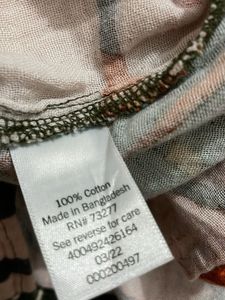 100% Cotton
Made in Bangladesh
RN# 73277
See reverse for care
400492426164
03/22
000200497